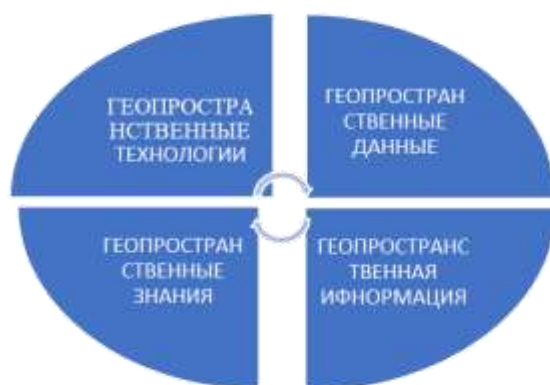 ГЕОПРОСТРА
НСТВЕННЫЕ
ТЕХНОЛОГИИ
ГЕОПРОСТРАН
СТВЕННЫЕ
ДАННЫЕ
ГЕОПРОСТРАН
СТВЕННЫЕ
ЗНАНИЯ
ГЕОПРОСТРАНС
ТВЕННАЯ
ИФНОРМАЦИЯ